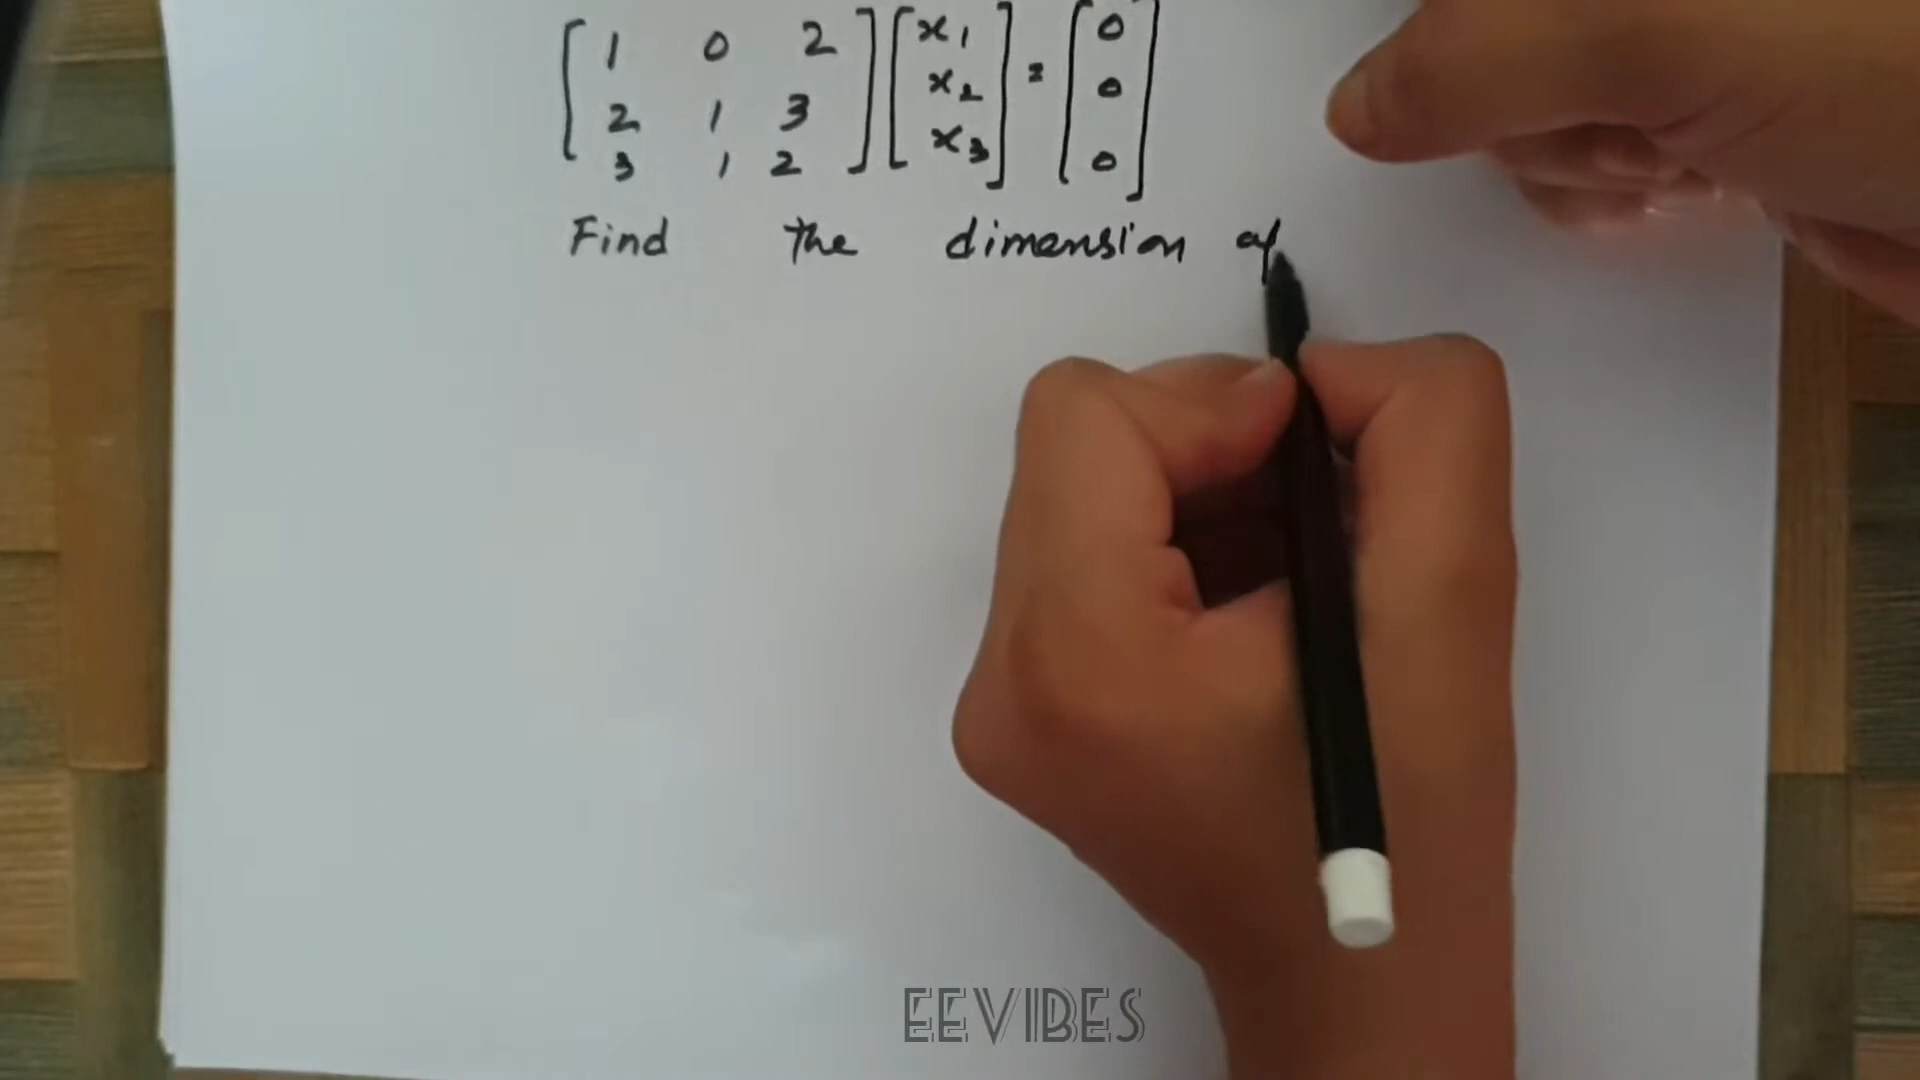 [1 0 2] [x1] = [0]
[2 1 3] [x2] [0]
[3 1 2] [x3] [0]
Find the dimension of
EEVIBES